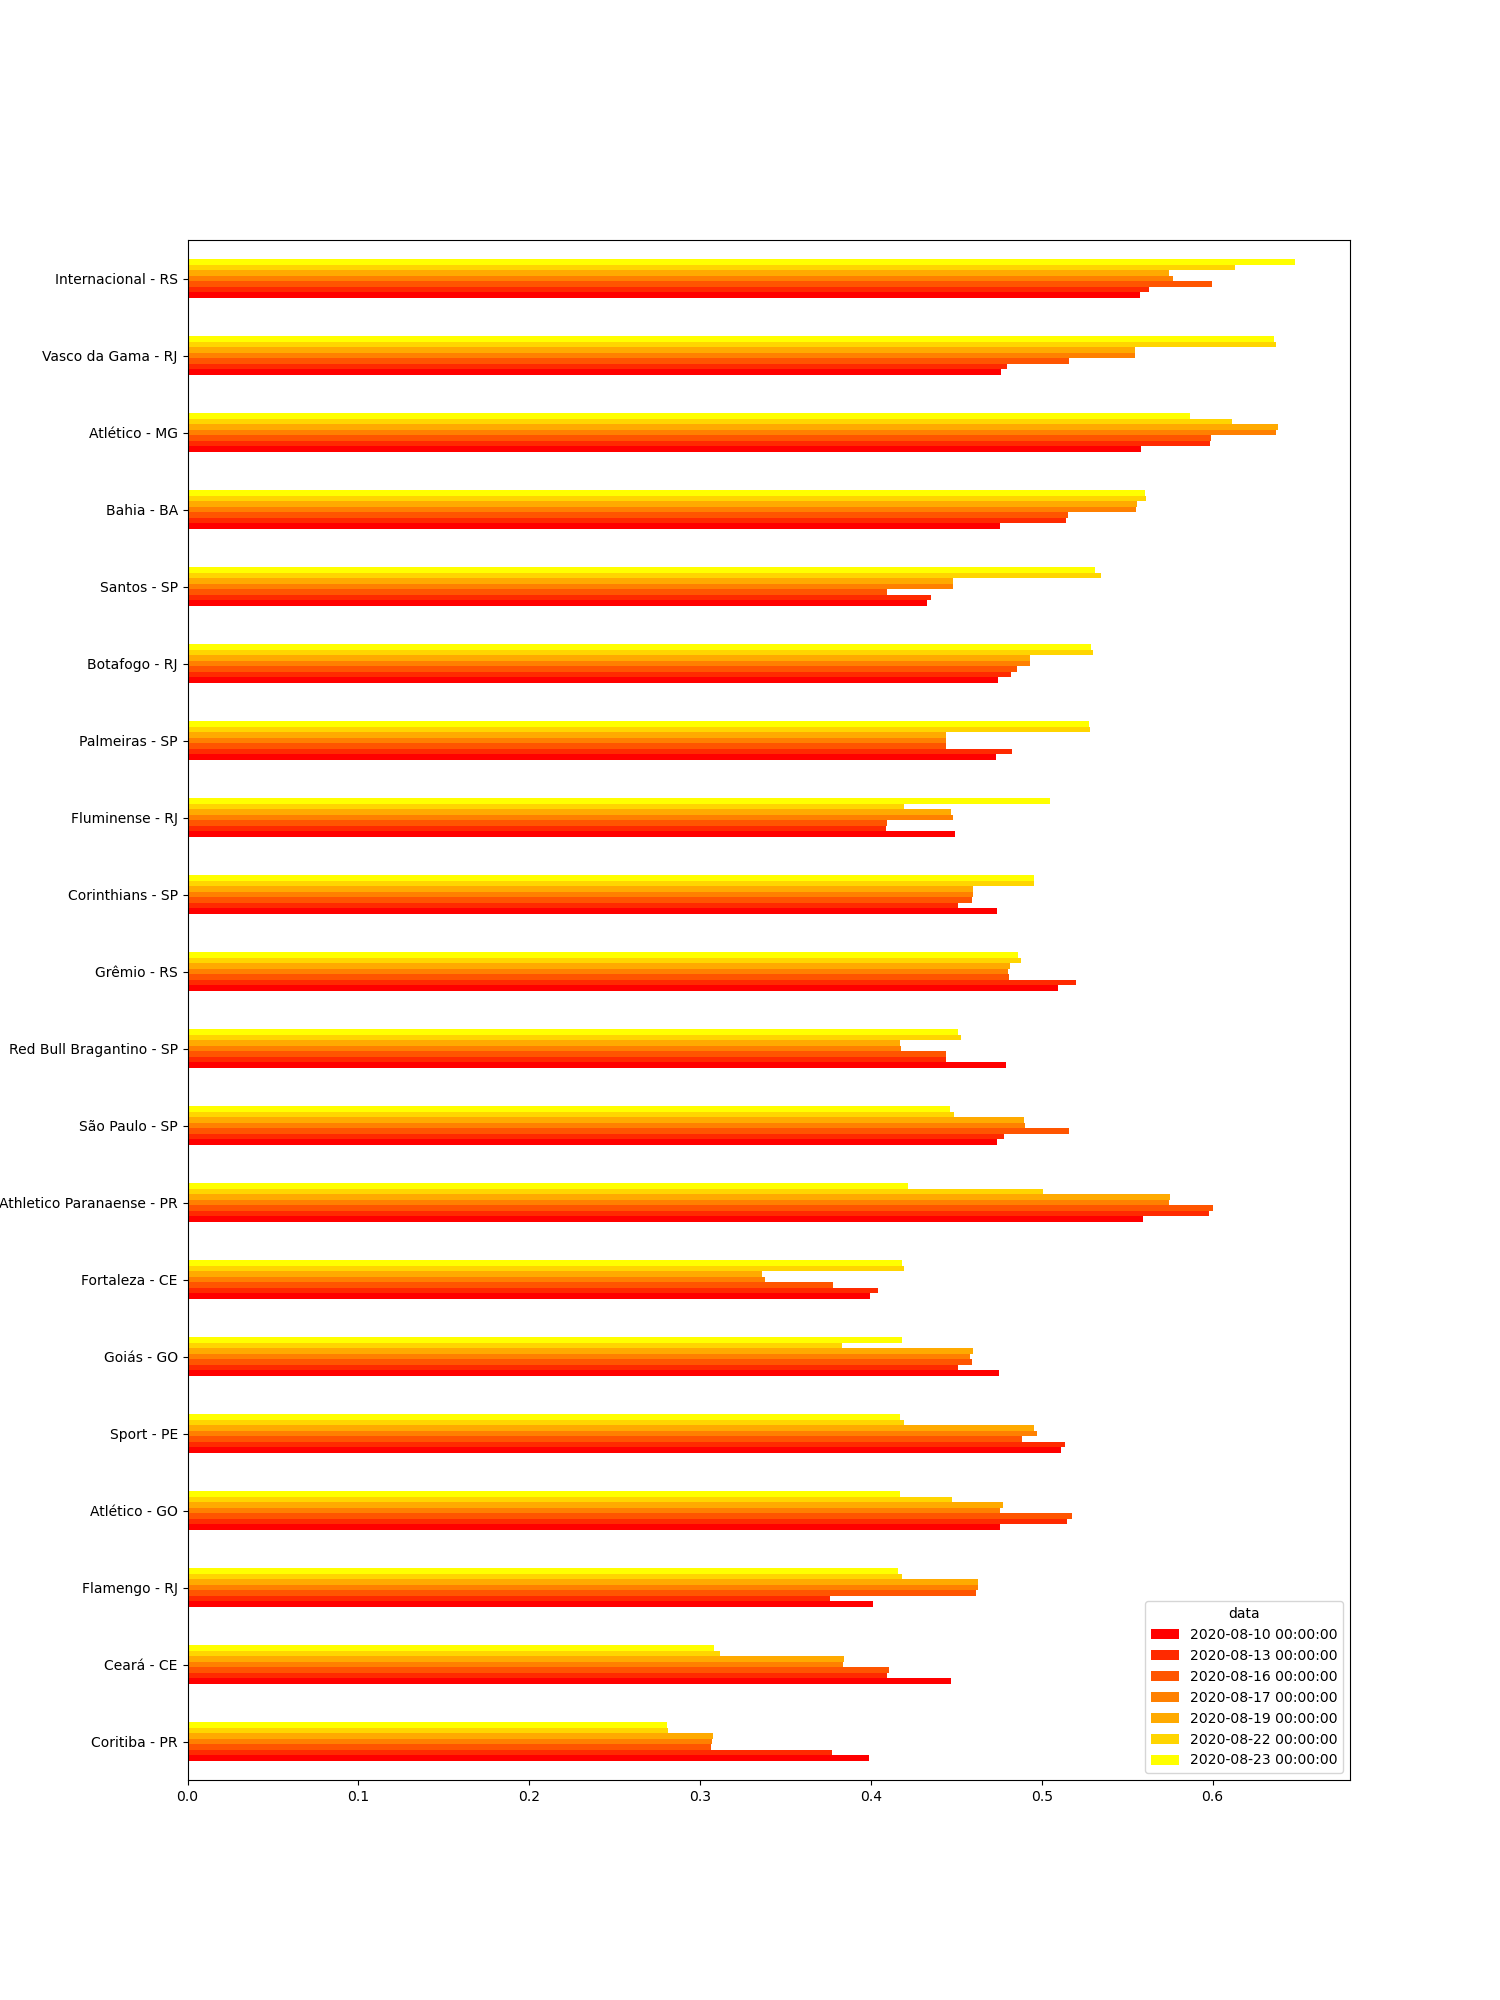 Internacional - RS
Vasco da Gama - RJ
Atlético - MG
Bahia - BA
Santos - SP
Botafogo - RJ
Palmeiras - SP
Fluminense - RJ
Corinthians - SP
Grêmio - RS
Red Bull Bragantino - SP
São Paulo - SP
Athletico Paranaense - PR
Fortaleza - CE
Goiás - GO
Sport - PE
Atlético - GO
Flamengo - RJ
Ceará - CE
Coritiba - PR
data
2020-08-10 00:00:00
2020-08-13 00:00:00
2020-08-16 00:00:00
2020-08-17 00:00:00
2020-08-19 00:00:00
2020-08-22 00:00:00
2020-08-23 00:00:00
0.0 0.1 0.2 0.3 0.4 0.5 0.6